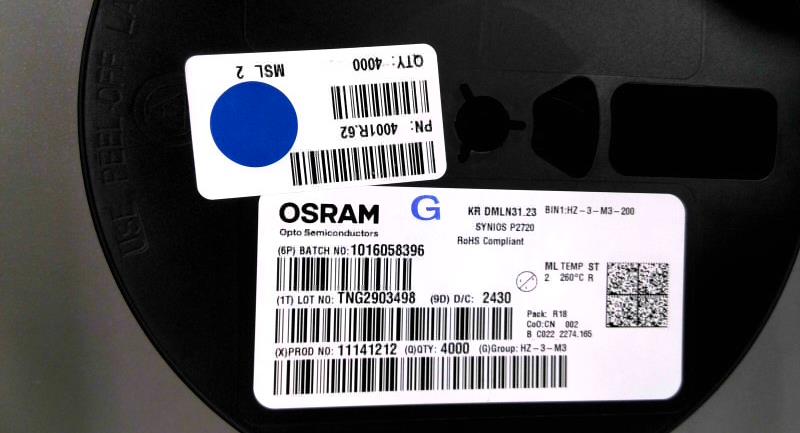 USE PEEL-OFF LA
QTY: 4000
MSL 2
PN: 4001R.62
OSRAM
Opto Semiconductors
G
KR DMLN31.23 BIN1:HZ-3-M3-200
SYNIOS P2720
RoHS Compliant
(6P) BATCH NO:1016058396
ML TEMP ST
2 260°C R
(1T) LOT NO: TNG2903498 (9D) D/C: 2430
Pack: R18
CoO:CN 002
B C022 2274.165
(X)PROD NO: 11141212 (Q)QTY: 4000 (G)Group: HZ-3-M3